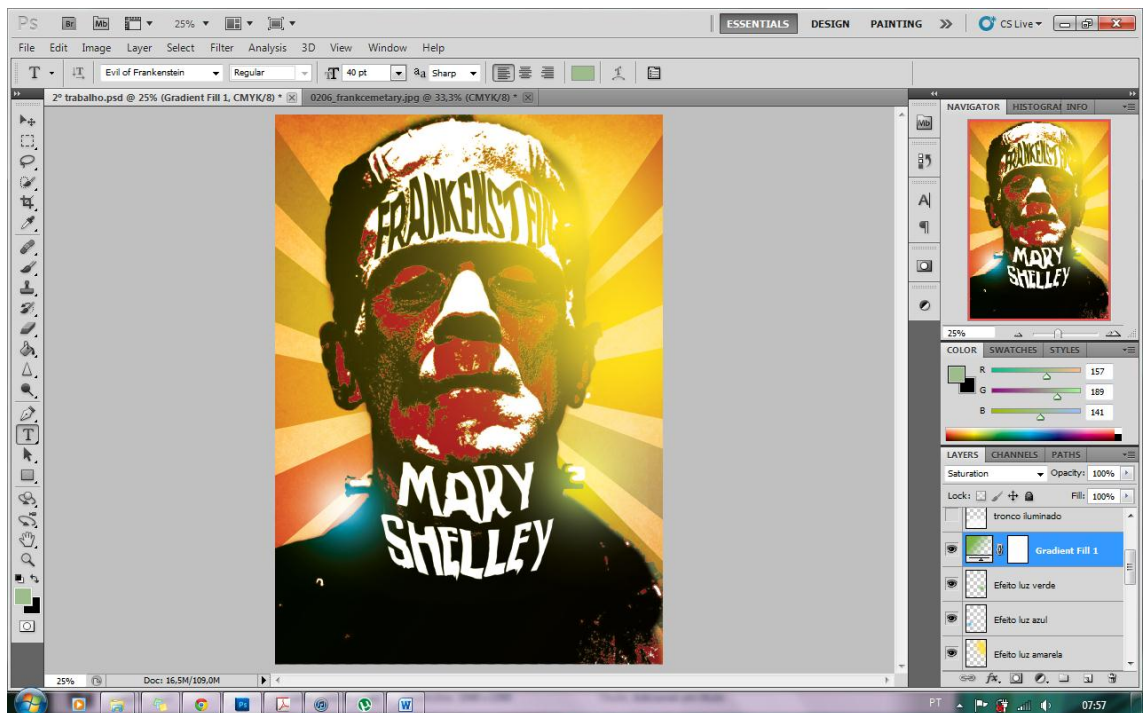 Ps Br Mb 25% ESSENTIALS DESIGN PAINTING CS Live
File Edit Image Layer Select Filter Analysis 3D View Window Help
T Evil of Frankenstein Regular 40 pt Sharp
2º trabalho.psd @ 25% (Gradient Fill 1, CMYK/8) * 0206_frankcemetary.jpg @ 33,3% (CMYK/8) *
NAVIGATOR HISTOGRA INFO
FRANKENSTEIN
MARY
SHELLEY
25%
COLOR SWATCHES STYLES
R 157
G 189
B 141
LAYERS CHANNELS PATHS
Saturation Opacity: 100%
Lock: Fill: 100%
tronco iluminado
Gradient Fill 1
Efeito luz verde
Efeito luz azul
Efeito luz amarela
25% Doc: 16,5M/109,0M
PT 07:57